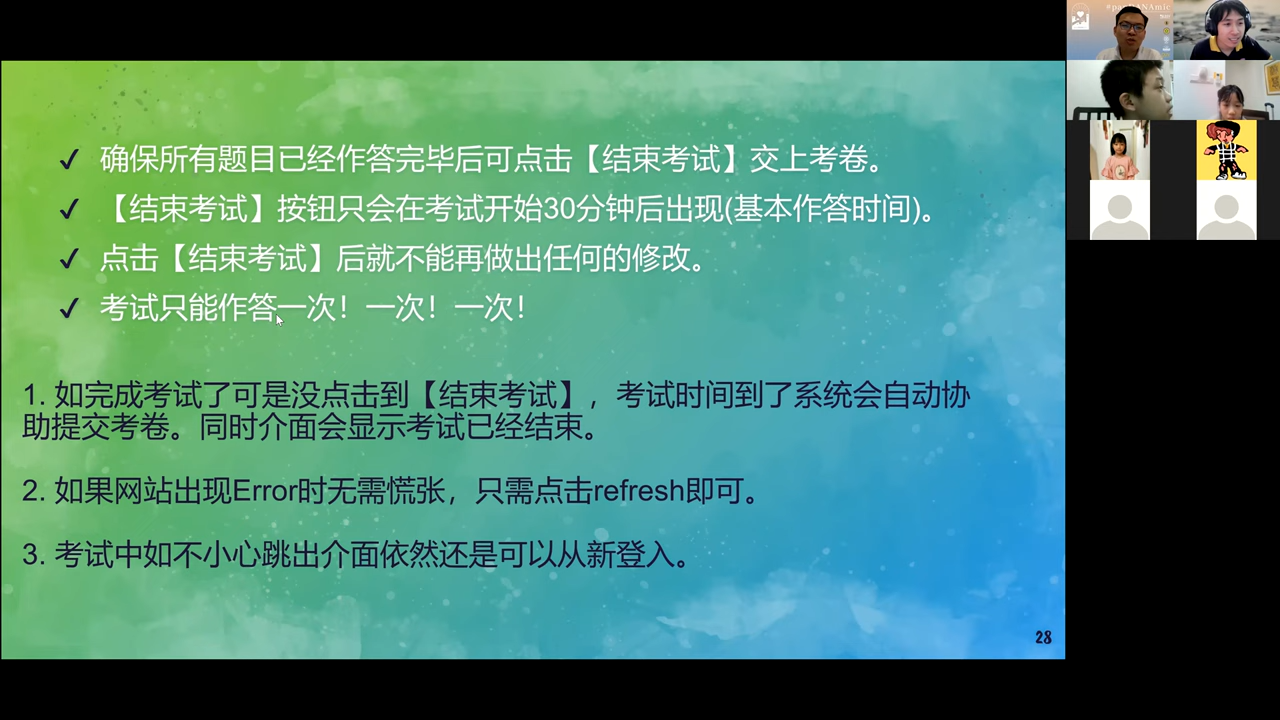 确保所有题目已经作答完毕后可点击【结束考试】交上考卷。
【结束考试】按钮只会在考试开始30分钟后出现(基本作答时间)。
点击【结束考试】后就不能再做出任何的修改。
考试只能作答一次！一次！一次！
1. 如完成考试了可是没点击到【结束考试】，考试时间到了系统会自动协
助提交考卷。同时介面会显示考试已经结束。
2. 如果网站出现Error时无需慌张，只需点击refresh即可。
3. 考试中如不小心跳出介面依然还是可以从新登入。
28